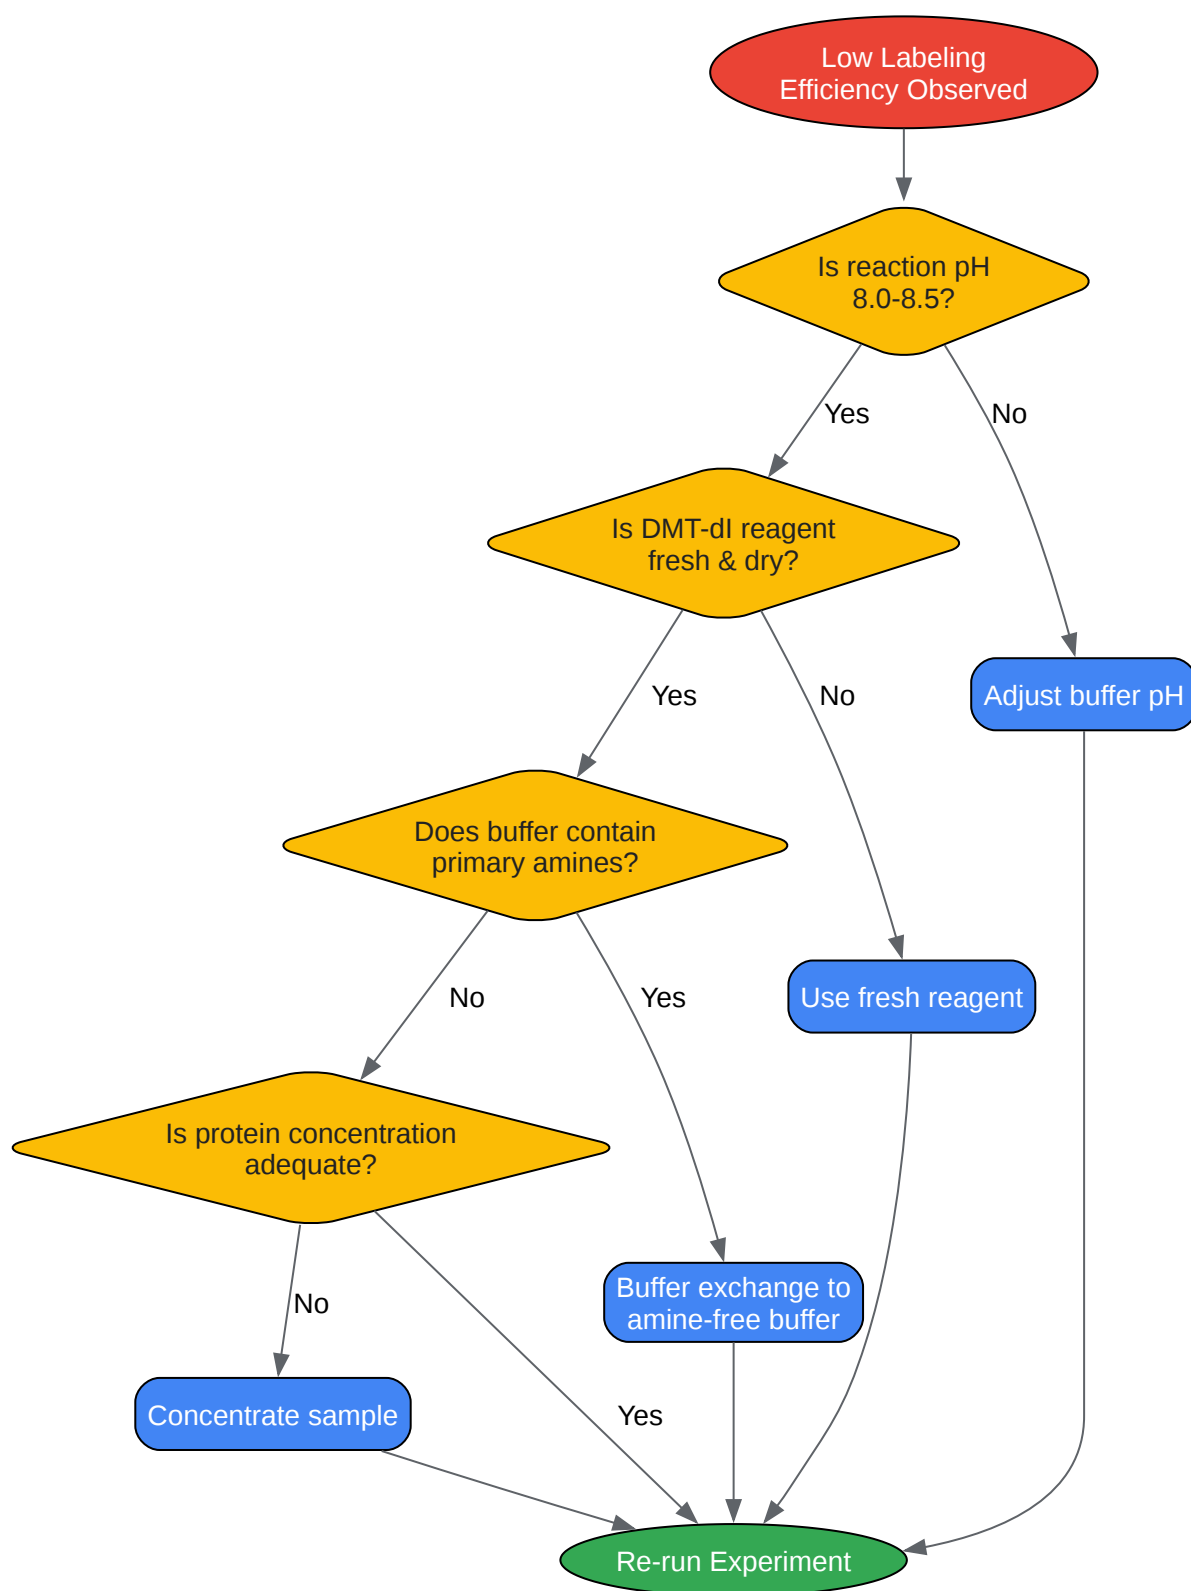 Low Labeling
Efficiency Observed
Is reaction pH
8.0-8.5?
Yes
No
Is DMT-dI reagent
fresh & dry?
Yes
No
Adjust buffer pH
Does buffer contain
primary amines?
No
Yes
Use fresh reagent
Is protein concentration
adequate?
No
Yes
Buffer exchange to
amine-free buffer
Concentrate sample
Re-run Experiment